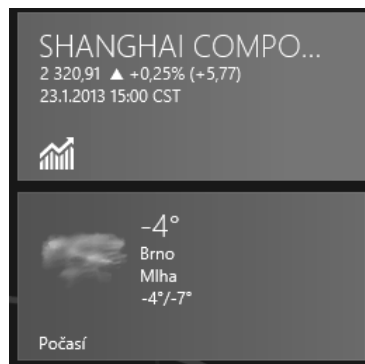 SHANGHAI COMPO...
2 320,91 ▲ +0,25% (+5,77)
23.1.2013 15:00 CST
-4°
Brno
Mlha
-4°/-7°
Počasí